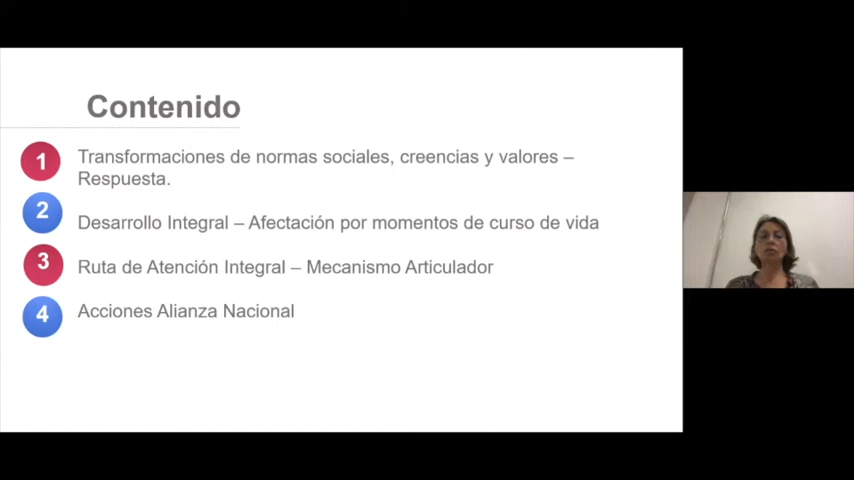 Contenido
1
Transformaciones de normas sociales, creencias y valores –
Respuesta.
2
Desarrollo Integral – Afectación por momentos de curso de vida
3
Ruta de Atención Integral – Mecanismo Articulador
4
Acciones Alianza Nacional